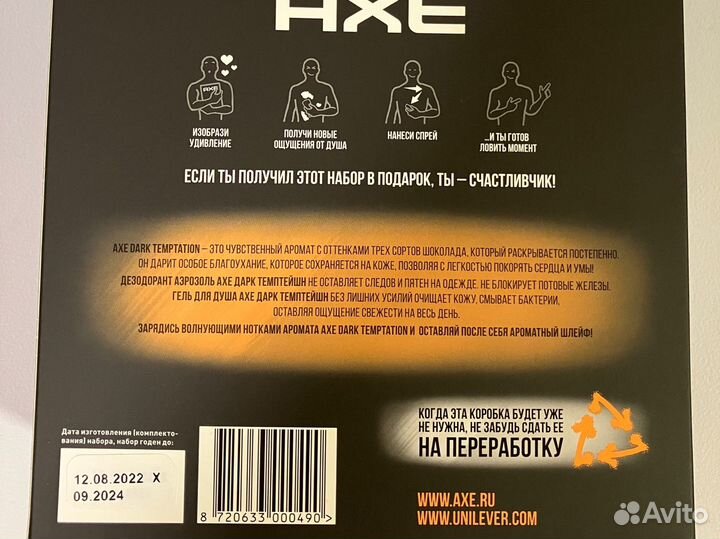 AXE
AXE
ИЗОБРАЗИ
УДИВЛЕНИЕ
ПОЛУЧИ НОВЫЕ
ОЩУЩЕНИЯ ОТ ДУША
НАНЕСИ СПРЕЙ
...И ТЫ ГОТОВ
ЛОВИТЬ МОМЕНТ
ЕСЛИ ТЫ ПОЛУЧИЛ ЭТОТ НАБОР В ПОДАРОК, ТЫ – СЧАСТЛИВЧИК!
AXE DARK TEMPTATION – ЭТО ЧУВСТВЕННЫЙ АРОМАТ С ОТТЕНКАМИ ТРЕХ СОРТОВ ШОКОЛАДА, КОТОРЫЙ РАСКРЫВАЕТСЯ ПОСТЕПЕННО.
ОН ДАРИТ ОСОБОЕ БЛАГОУХАНИЕ, КОТОРОЕ СОХРАНЯЕТСЯ НА КОЖЕ, ПОЗВОЛЯЯ С ЛЕГКОСТЬЮ ПОКОРЯТЬ СЕРДЦА И УМЫ!
ДЕЗОДОРАНТ АЭРОЗОЛЬ АХЕ ДАРК ТЕМПТЕЙШН НЕ ОСТАВЛЯЕТ СЛЕДОВ И ПЯТЕН НА ОДЕЖДЕ. НЕ БЛОКИРУЕТ ПОТОВЫЕ ЖЕЛЕЗЫ.
ГЕЛЬ ДЛЯ ДУША АХЕ ДАРК ТЕМПТЕЙШН БЕЗ ЛИШНИХ УСИЛИЙ ОЧИЩАЕТ КОЖУ, СМЫВАЕТ БАКТЕРИИ,
ОСТАВЛЯЯ ОЩУЩЕНИЕ СВЕЖЕСТИ НА ВЕСЬ ДЕНЬ.
ЗАРЯДИСЬ ВОЛНУЮЩИМИ НОТКАМИ АРОМАТА AXE DARK TEMPTATION И ОСТАВЛЯЙ ПОСЛЕ СЕБЯ АРОМАТНЫЙ ШЛЕЙФ!
КОГДА ЭТА КОРОБКА БУДЕТ УЖЕ
НЕ НУЖНА, НЕ ЗАБУДЬ СДАТЬ ЕЕ
НА ПЕРЕРАБОТКУ
Дата изготовления (комплекто-
вания) набора, набор годен до:
12.08.2022 X
09.2024
8 720633 000490 >
WWW.AXE.RU
WWW.UNILEVER.COM
Avito